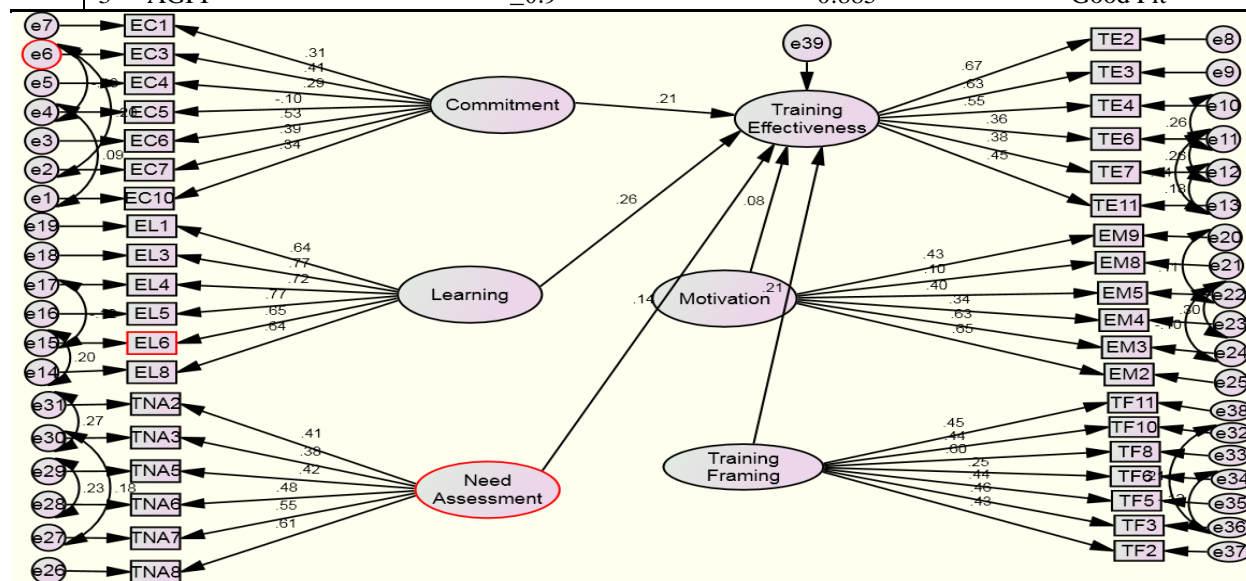 e7 EC1
e6 EC3
e5 EC4
e4 EC5
e3 EC6
e2 EC7
e1 EC10
.09
.31
.41
.29
-.10
.53
.39
.34
Commitment
.21
e39
Training
Effectiveness
.67
.63
.55
.36
.38
.45
TE2 e8
TE3 e9
TE4 e10
TE6 e11
TE7 e12
TE11 e13
.26
e19 EL1
e18 EL3
e17 EL4
e16 EL5
e15 EL6
e14 EL8
.20
.64
.77
.72
.77
.65
.64
Learning
.26
.14
.08
.21
Motivation
.43
.10
.40
.34
.63
.65
EM9 e20
EM8 e21
EM5 e22
EM4 e23
EM3 e24
EM2 e25
.30
-.10
e31 TNA2
e30 TNA3
e29 TNA5
e28 TNA6
e27 TNA7
e26 TNA8
.27
.23
.18
.41
.38
.42
.48
.55
.61
Need
Assessment
Training
Framing
.45
.44
.60
.25
.44
.46
.43
TF11 e38
TF10 e32
TF8 e33
TF6 e34
TF5 e35
TF3 e36
TF2 e37